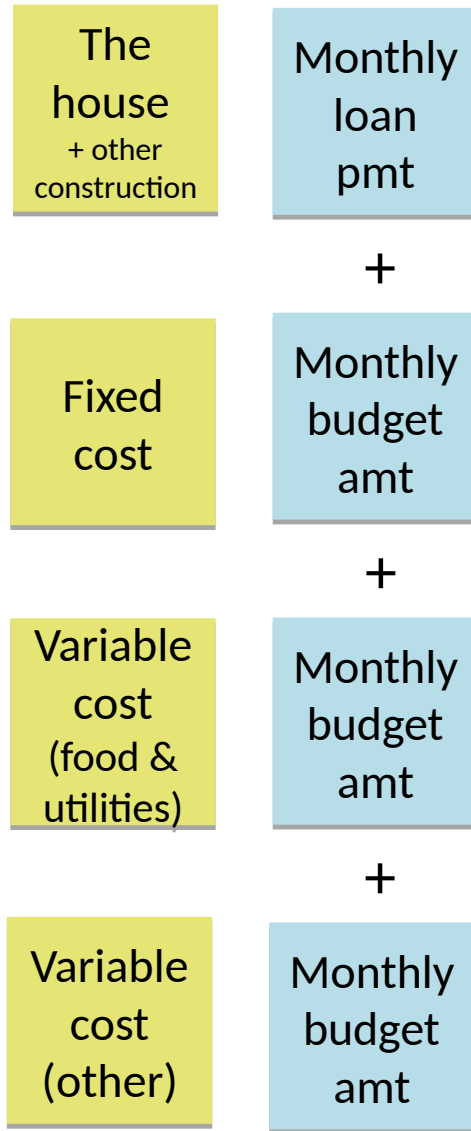 The
house
+ other
construction
Monthly
loan
pmt
+
Fixed
cost
Monthly
budget
amt
+
Variable
cost
(food &
utilities)
Monthly
budget
amt
+
Variable
cost
(other)
Monthly
budget
amt